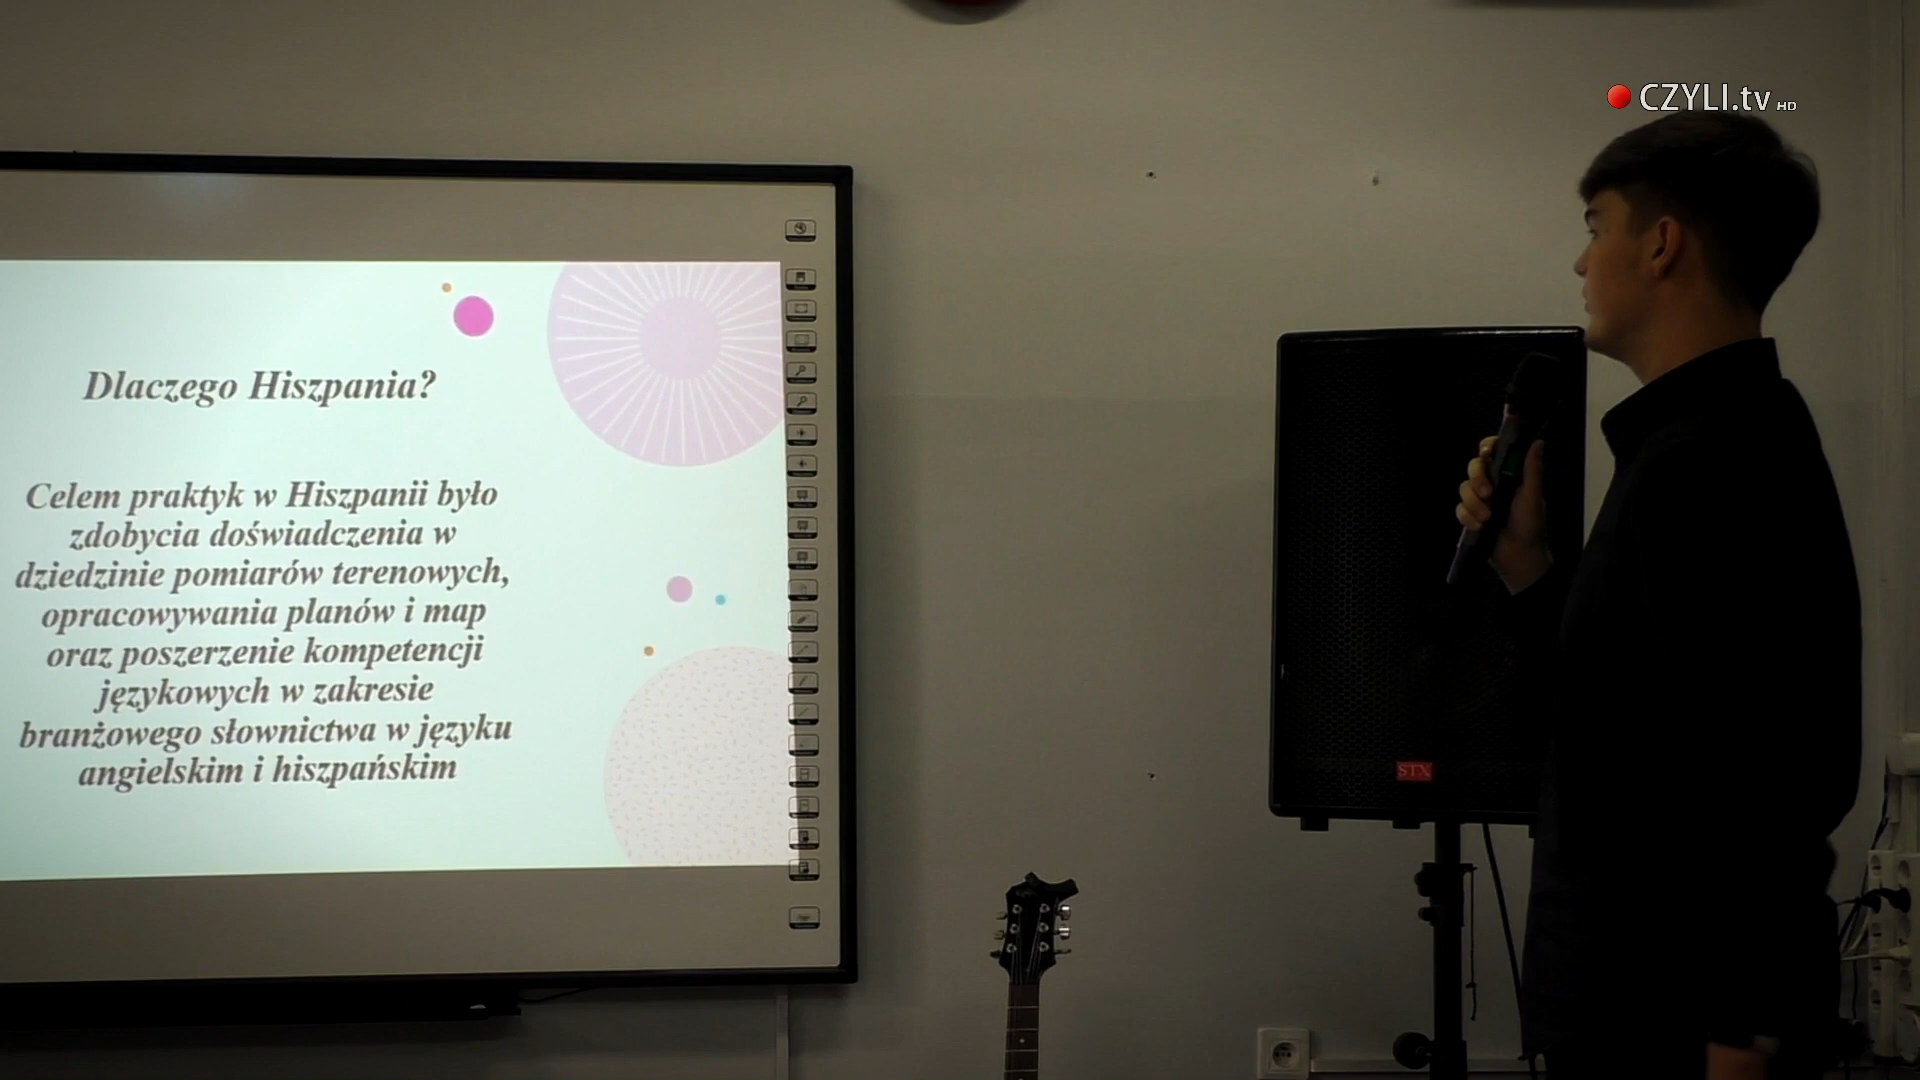 CZYLI.tv HD
Dlaczego Hiszpania?
Celem praktyk w Hiszpanii było
zdobycia doświadczenia w
dziedzinie pomiarów terenowych,
opracowywania planów i map
oraz poszerzenie kompetencji
językowych w zakresie
branżowego słownictwa w języku
angielskim i hiszpańskim
STX